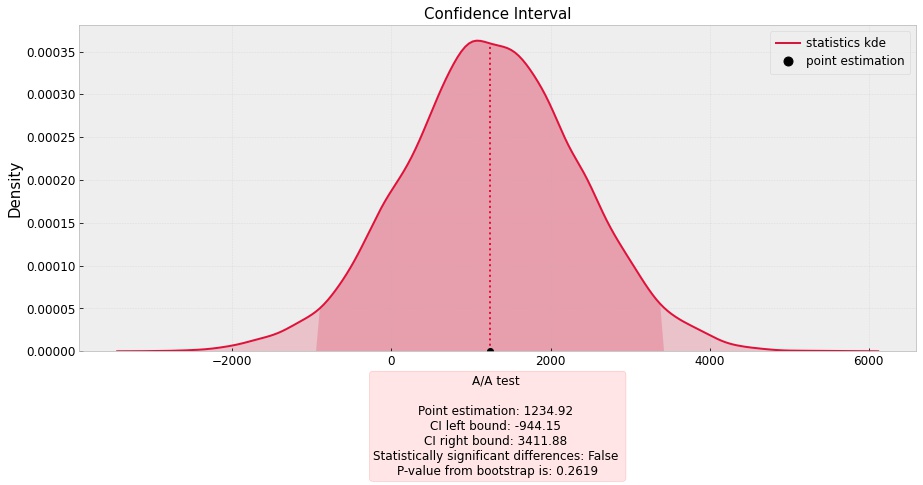 Confidence Interval
statistics kde
point estimation
Density
0.00035
0.00030
0.00025
0.00020
0.00015
0.00010
0.00005
0.00000
−2000 0 2000 4000 6000
A/A test
Point estimation: 1234.92
CI left bound: -944.15
CI right bound: 3411.88
Statistically significant differences: False
P-value from bootstrap is: 0.2619